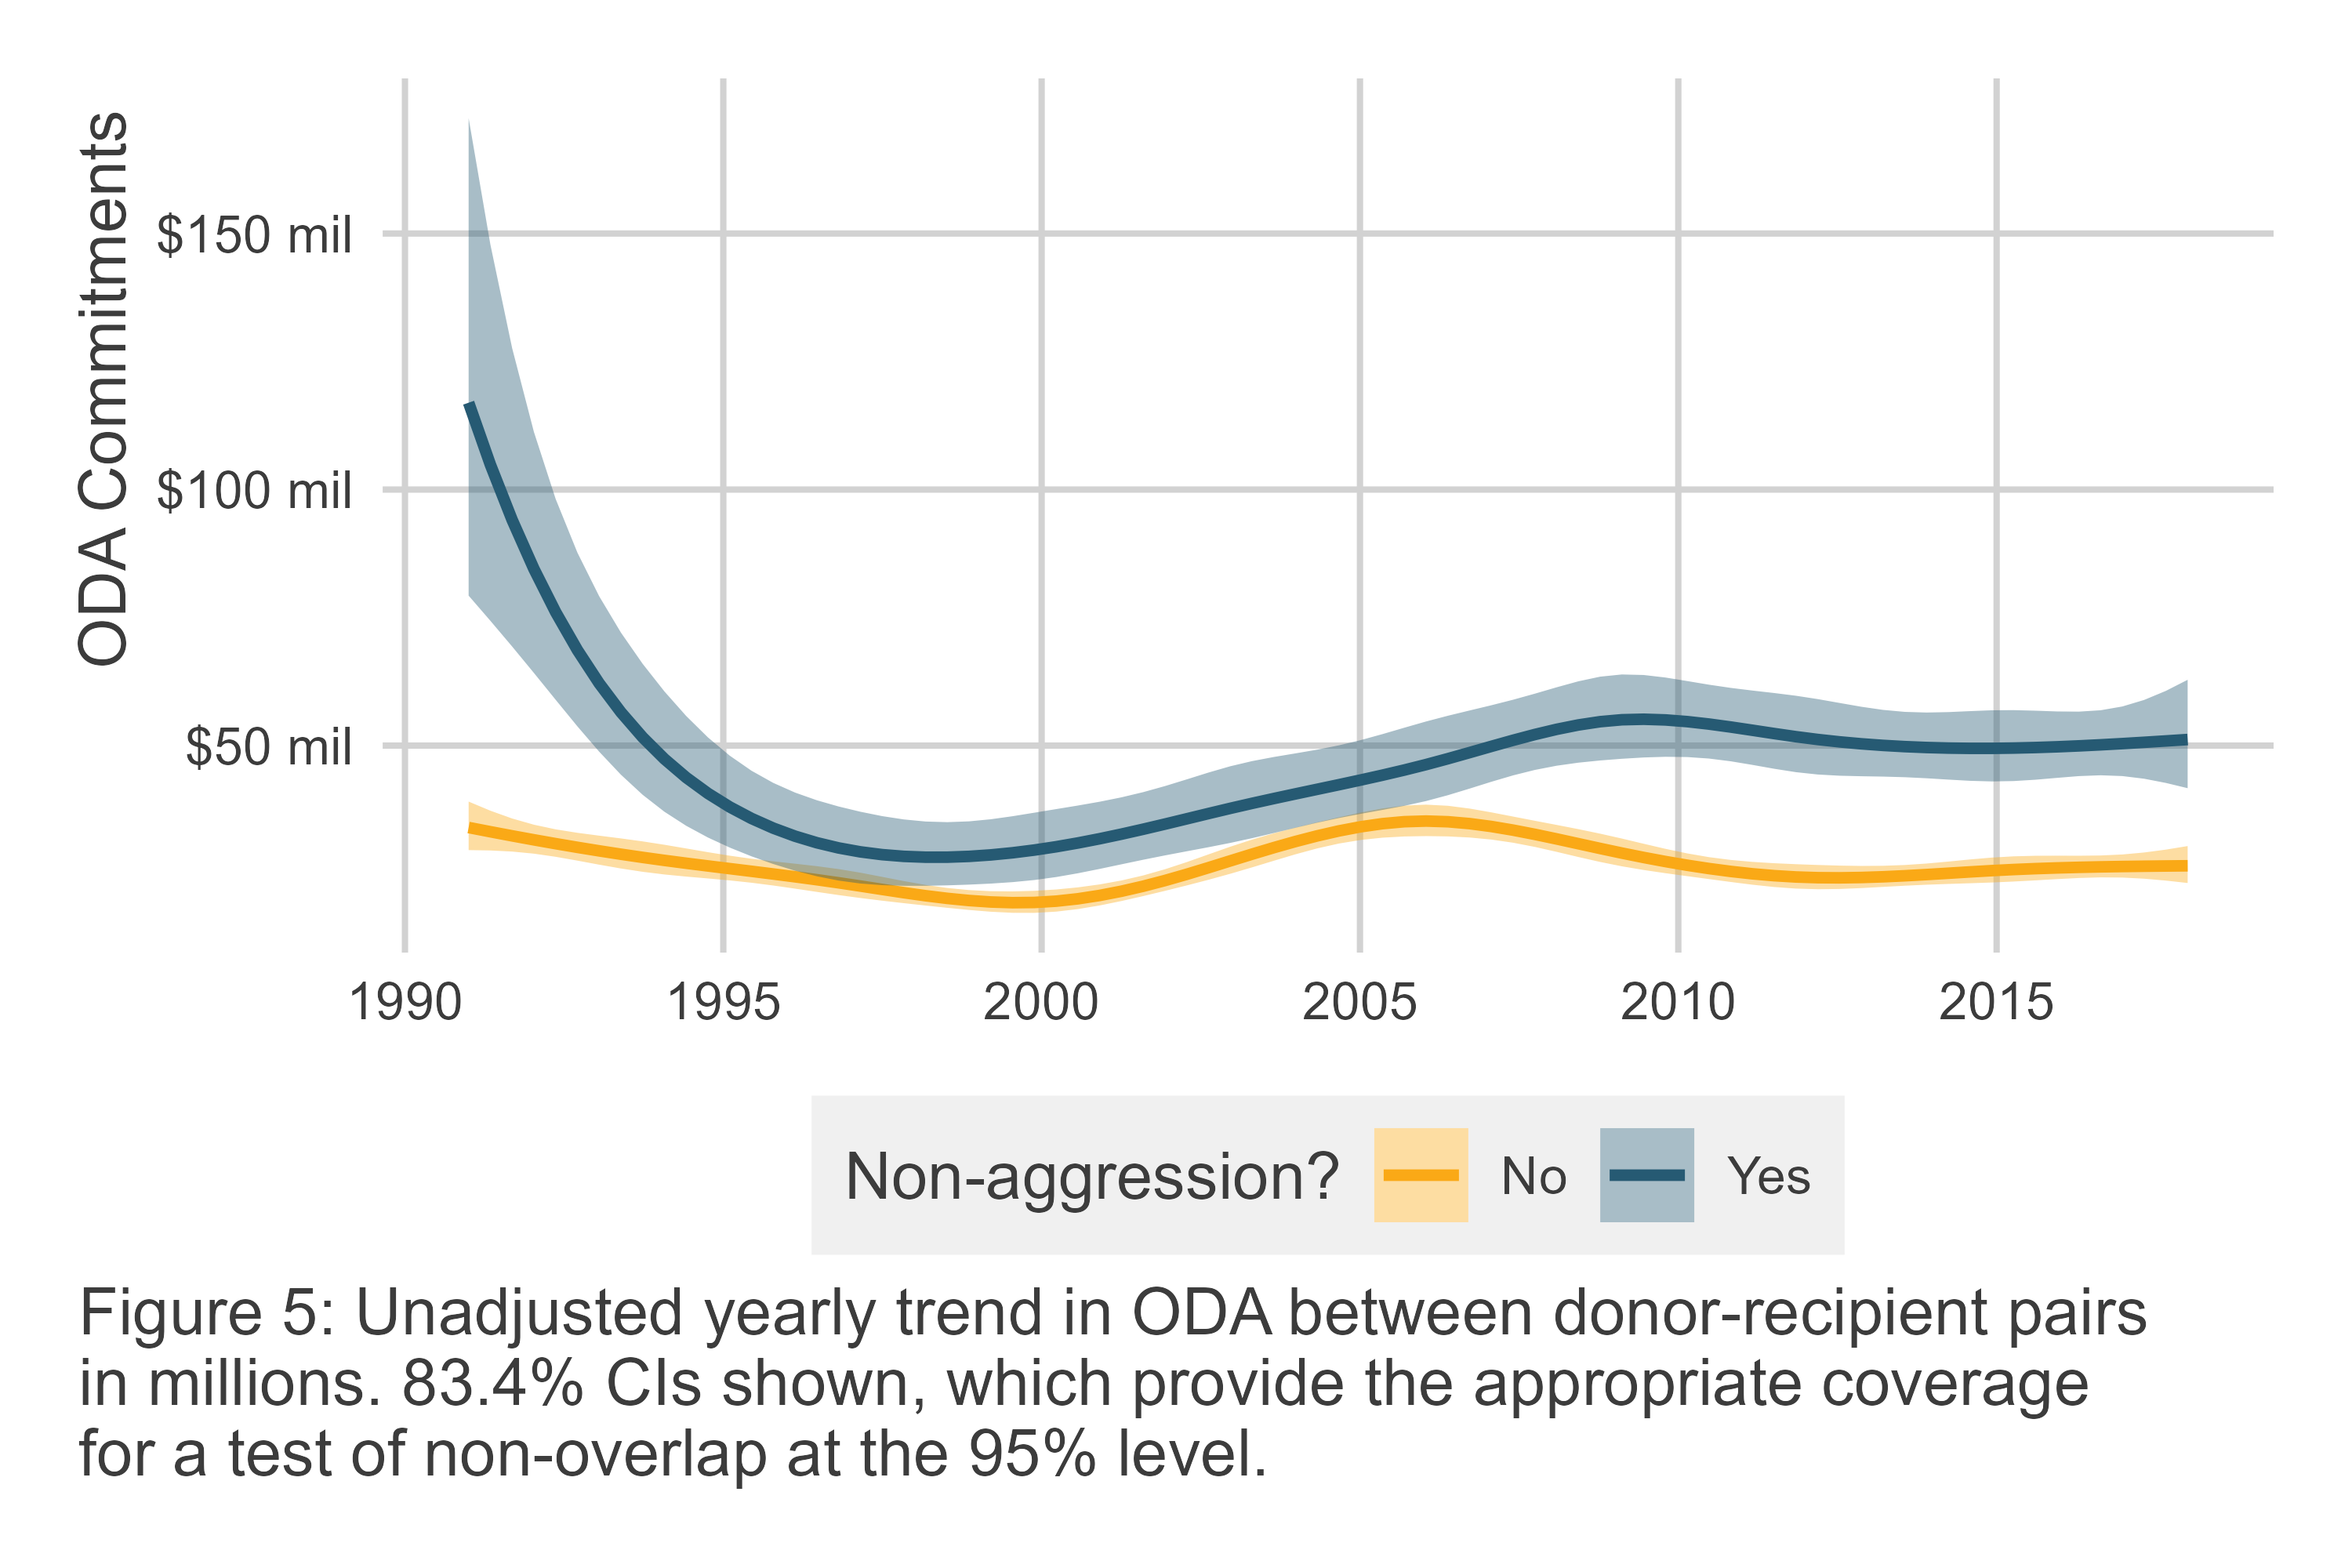 ODA Commitments
$150 mil
$100 mil
$50 mil
1990 1995 2000 2005 2010 2015
Non-aggression? No Yes
Figure 5: Unadjusted yearly trend in ODA between donor-recipient pairs
in millions. 83.4% CIs shown, which provide the appropriate coverage
for a test of non-overlap at the 95% level.